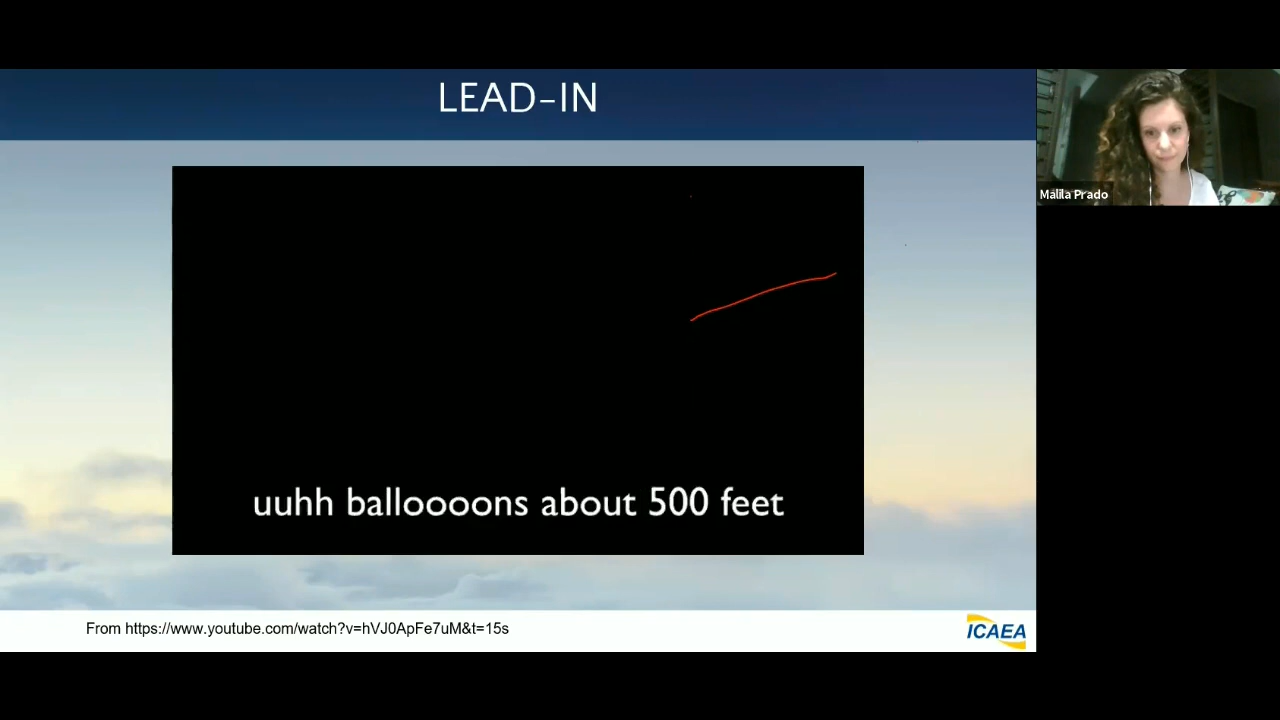 LEAD-IN
Malila Prado
uuhh balloooons about 500 feet
From https://www.youtube.com/watch?v=hVJ0ApFe7uM&t=15s
ICAEA